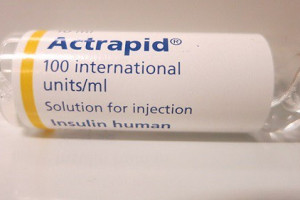 Actrapid®
100 international
units/ml
Solution for injection
Insulin human